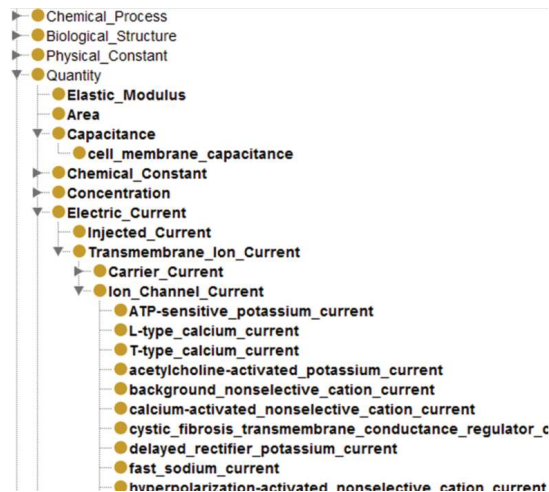 Chemical_Process
Biological_Structure
Physical_Constant
Quantity
Elastic_Modulus
Area
Capacitance
cell_membrane_capacitance
Chemical_Constant
Concentration
Electric_Current
Injected_Current
Transmembrane_Ion_Current
Carrier_Current
Ion_Channel_Current
ATP-sensitive_potassium_current
L-type_calcium_current
T-type_calcium_current
acetylcholine-activated_potassium_current
background_nonselective_cation_current
calcium-activated_nonselective_cation_current
cystic_fibrosis_transmembrane_conductance_regulator_c
delayed_rectifier_potassium_current
fast_sodium_current
hyperpolarization-activated_nonselective_cation_current